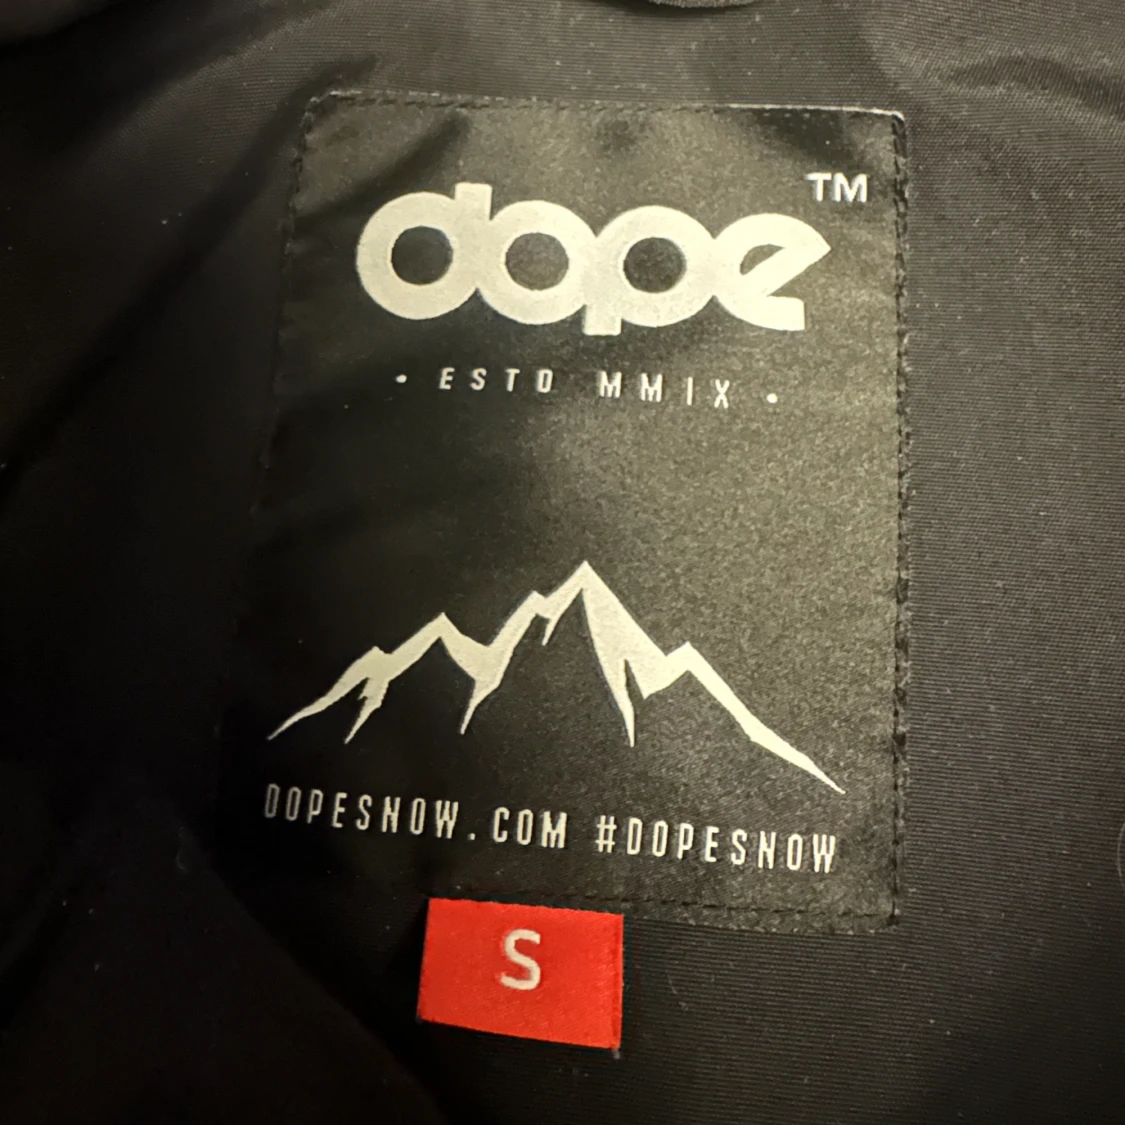 dope™
• ESTD MMIX •
DOPESNOW.COM #DOPESNOW
S